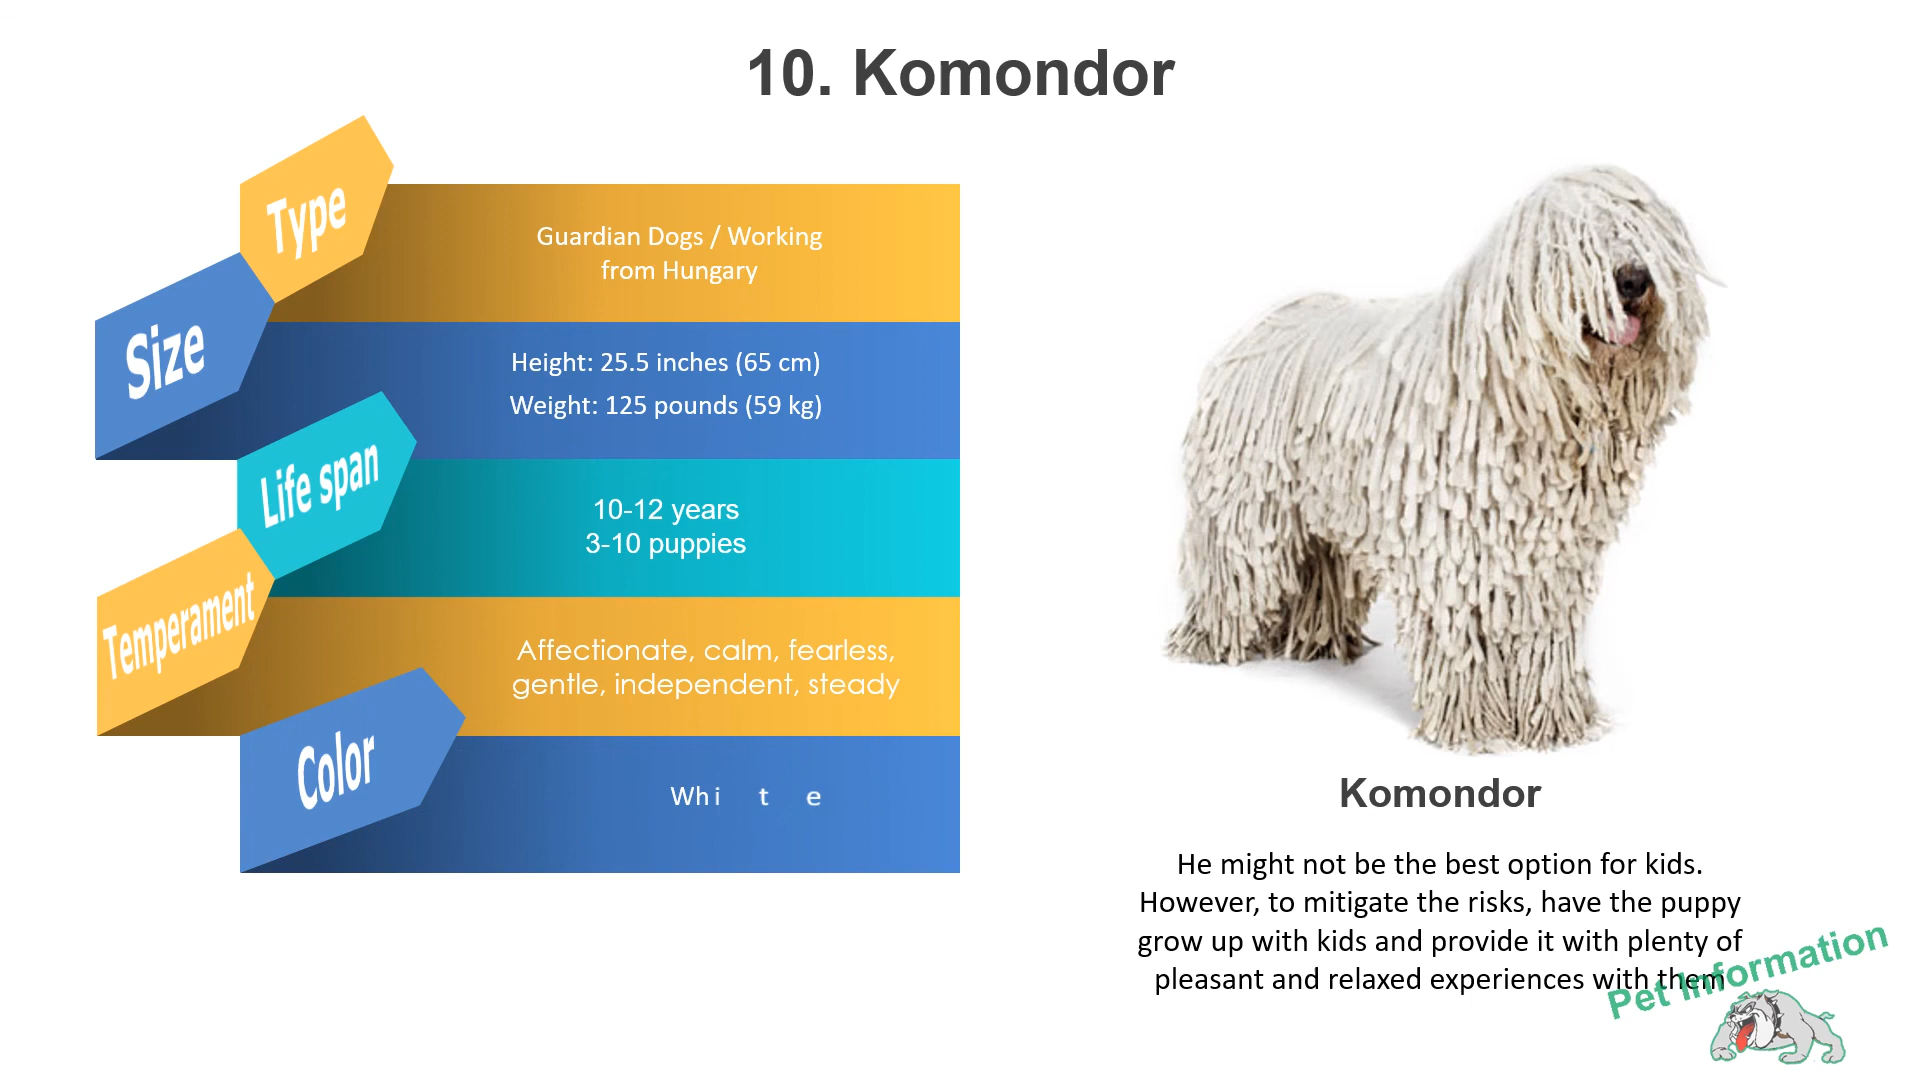 10. Komondor
Type
Guardian Dogs / Working
from Hungary
Size
Height: 25.5 inches (65 cm)
Weight: 125 pounds (59 kg)
Life span
10-12 years
3-10 puppies
Temperament
Affectionate, calm, fearless,
gentle, independent, steady
Color
White
Komondor
He might not be the best option for kids.
However, to mitigate the risks, have the puppy
grow up with kids and provide it with plenty of
pleasant and relaxed experiences with them
Pet Information